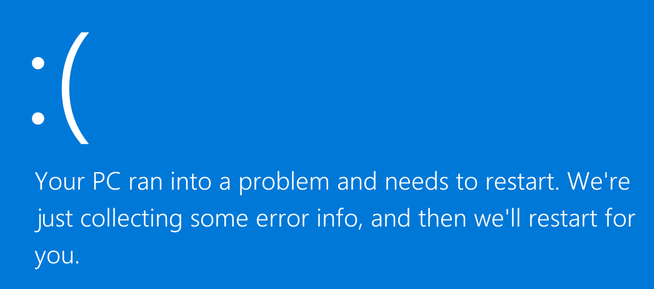 :(
Your PC ran into a problem and needs to restart. We're
just collecting some error info, and then we'll restart for
you.